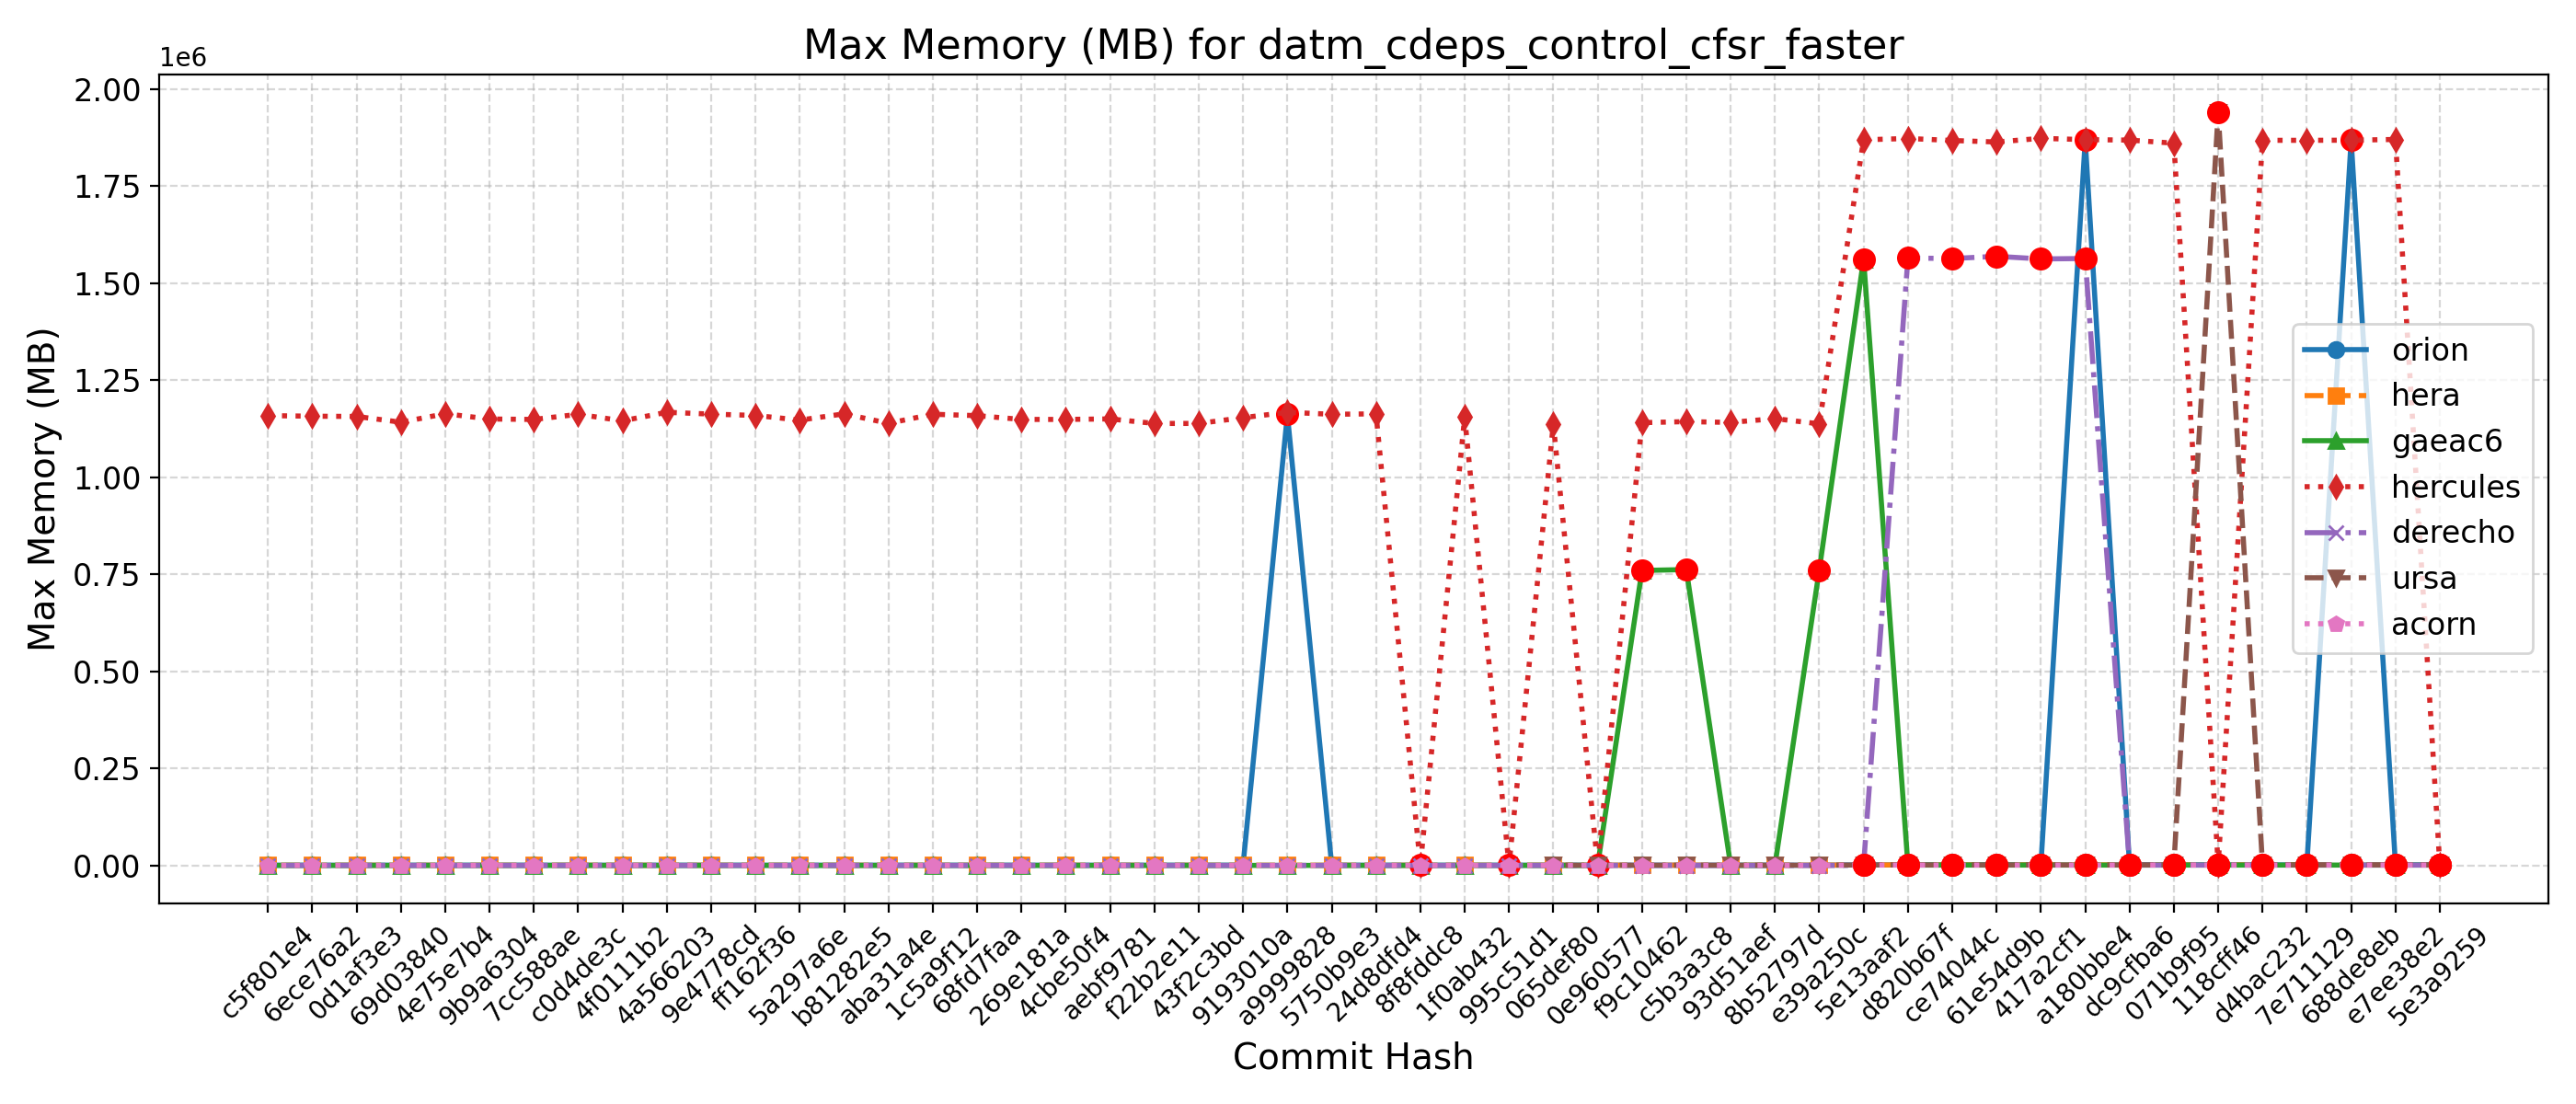 Max Memory (MB) for datm_cdeps_control_cfsr_faster
1e6
2.00
1.75
1.50
1.25
1.00
0.75
0.50
0.25
0.00
Max Memory (MB)
orion
hera
gaeac6
hercules
derecho
ursa
acorn
c5f801e4
6ece76a2
0d1af3e3
69d03840
4e75e7b4
9b9a6304
7cc588ae
c0d4de3c
4f0111b2
4a566203
9e4778cd
ff162f36
5a297a6e
b81282e5
aba31a4e
1c5a9f12
68fd7faa
269e181a
4cbe50f4
aebf9781
f22b2e11
43f2c3bd
9193010a
a9999828
5750b9e3
24d8dfd4
8f8fddc8
1f0ab432
995c51d1
065def80
0e960577
f9c10462
c5b3a3c8
93d51aef
8b52797d
e39a250c
5e13aaf2
d820b67f
ce74044c
61e54d9b
417a2cf1
a180bbe4
dc9cfba6
071b9f95
118cff46
d4bac232
7e711129
688de8eb
e7ee38e2
5e3a9259
Commit Hash